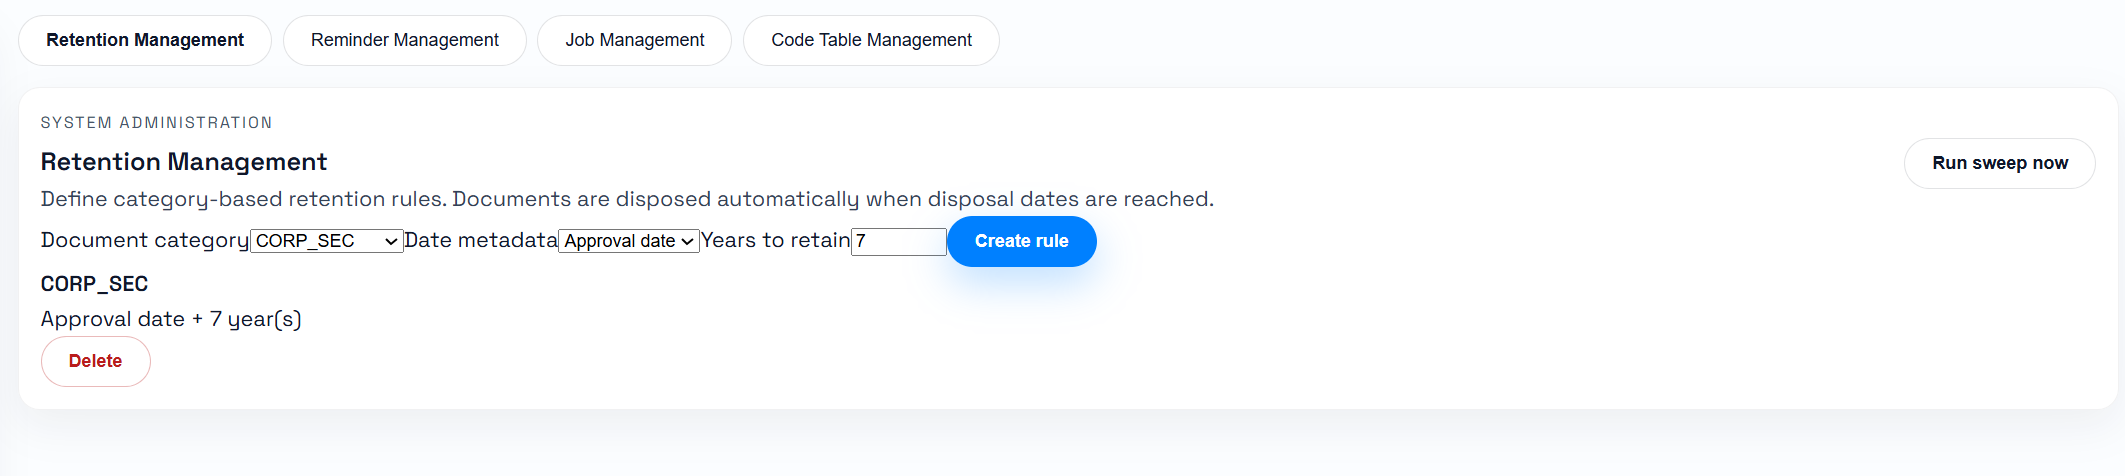 Retention Management Reminder Management Job Management Code Table Management
SYSTEM ADMINISTRATION
Retention Management
Run sweep now
Define category-based retention rules. Documents are disposed automatically when disposal dates are reached.
Document category CORP_SEC Date metadata Approval date Years to retain 7 Create rule
CORP_SEC
Approval date + 7 year(s)
Delete